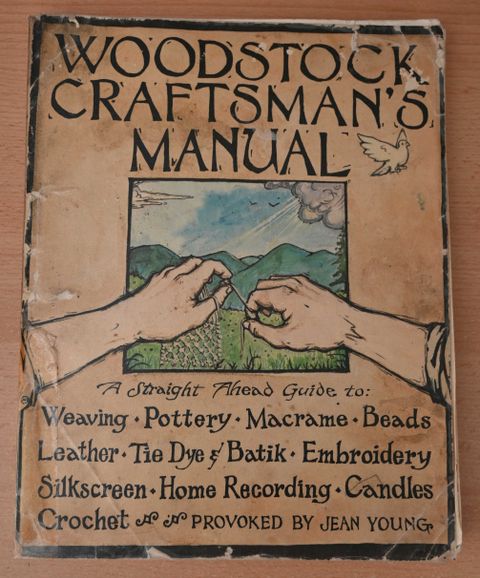 WOODSTOCK
CRAFTSMAN'S
MANUAL
A Straight Ahead Guide to:
Weaving · Pottery · Macrame · Beads
Leather · Tie Dye & Batik · Embroidery
Silkscreen · Home Recording · Candles
Crochet PROVOKED BY JEAN YOUNG